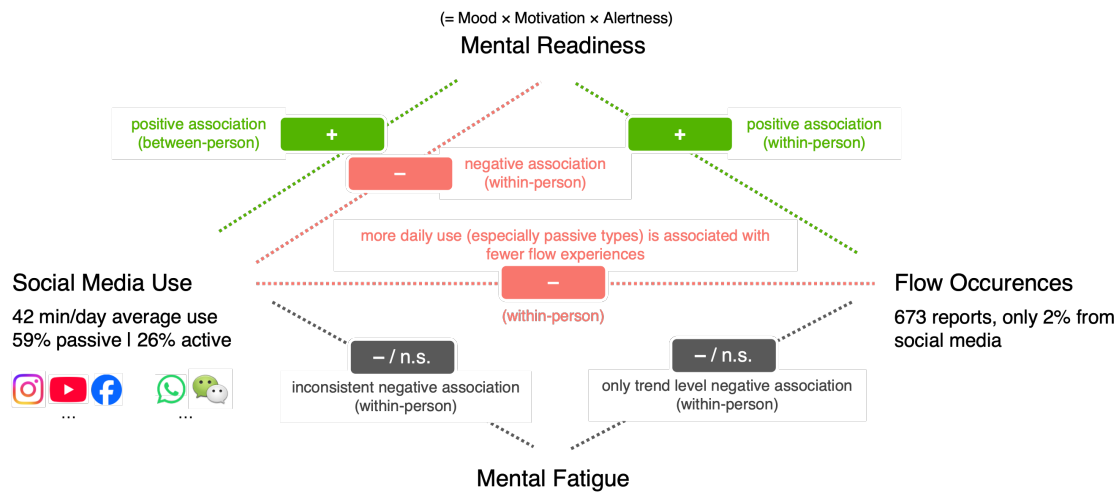 (= Mood × Motivation × Alertness)
Mental Readiness
positive association
(between-person)
+
+
positive association
(within-person)
–
negative association
(within-person)
more daily use (especially passive types) is associated with
fewer flow experiences
–
(within-person)
Social Media Use
42 min/day average use
59% passive | 26% active
...
...
Flow Occurences
673 reports, only 2% from
social media
– / n.s.
inconsistent negative association
(within-person)
– / n.s.
only trend level negative association
(within-person)
Mental Fatigue